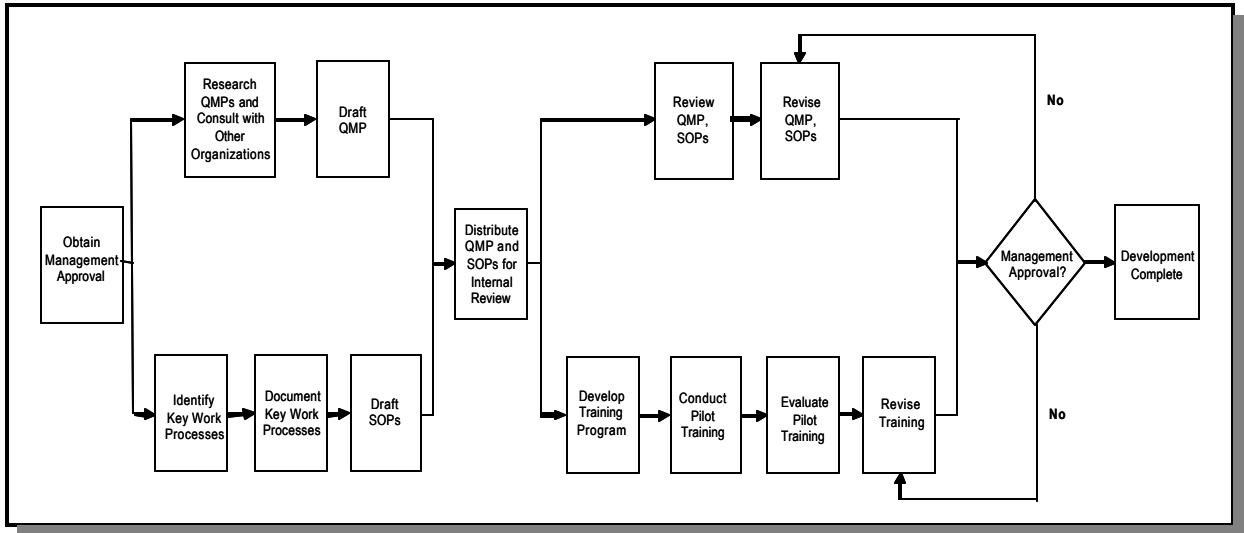 Obtain
Management
Approval
Research
QMPs and
Consult with
Other
Organizations
Draft
QMP
Identify
Key Work
Processes
Document
Key Work
Processes
Draft
SOPs
Distribute
QMP and
SOPs for
Internal
Review
Review
QMP,
SOPs
Revise
QMP,
SOPs
Develop
Training
Program
Conduct
Pilot
Training
Evaluate
Pilot
Training
Revise
Training
No
Management
Approval?
No
Development
Complete